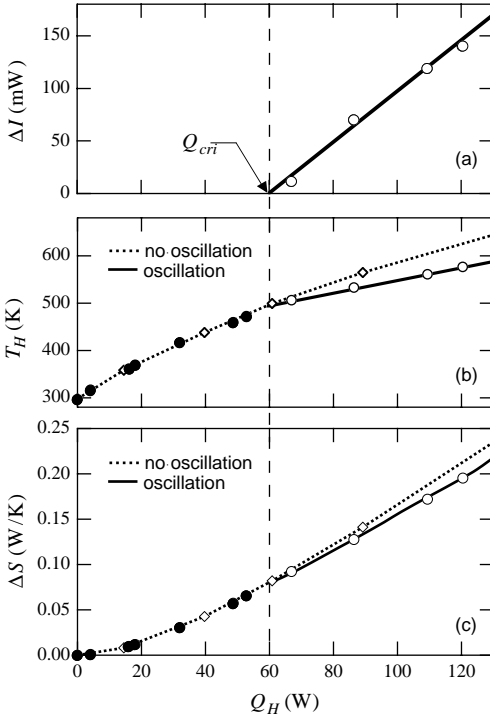 150
100
50
0
ΔI (mW)
Q_cri
(a)
600
500
400
300
T_H (K)
no oscillation
oscillation
(b)
0.25
0.20
0.15
0.10
0.05
0.00
ΔS (W/K)
no oscillation
oscillation
(c)
0 20 40 60 80 100 120
Q_H (W)